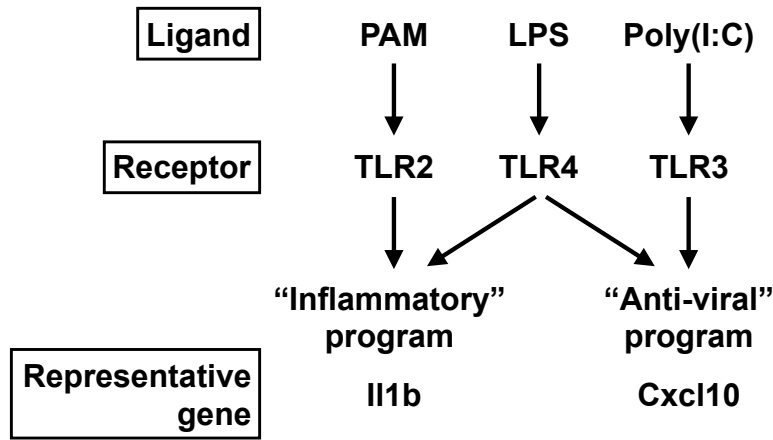 Ligand PAM LPS Poly(I:C)
Receptor TLR2 TLR4 TLR3
“Inflammatory” “Anti-viral”
program program
Representative
gene
Il1b Cxcl10